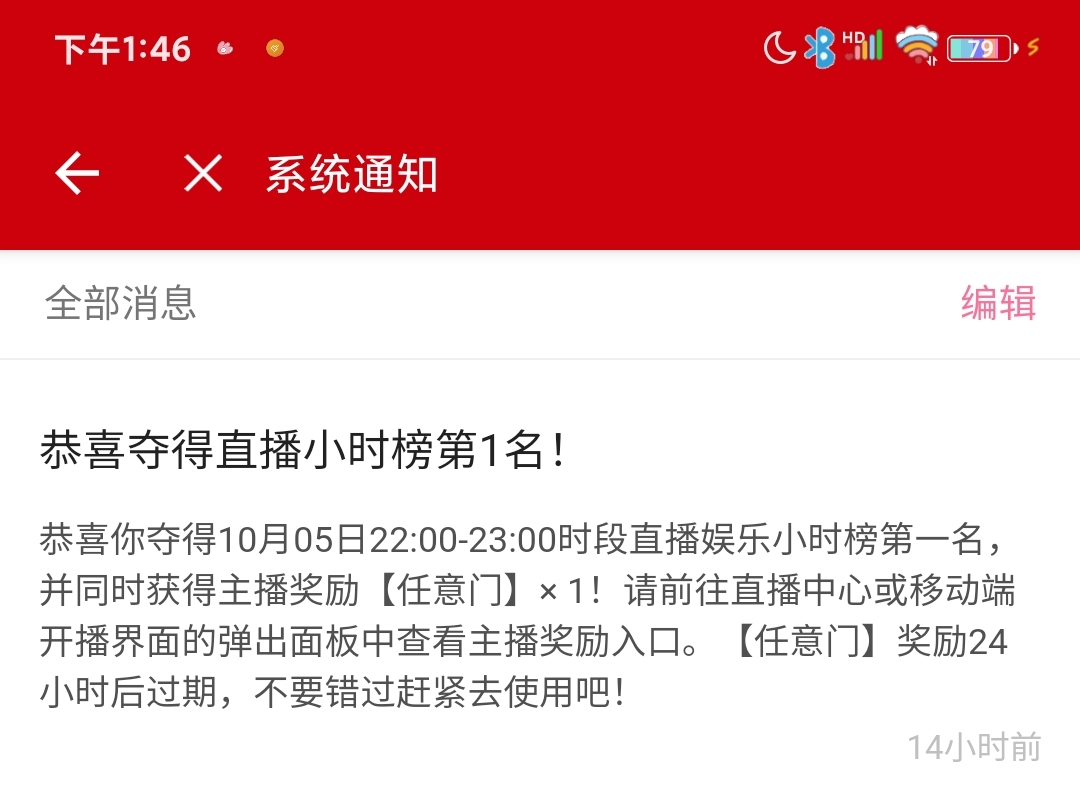 下午1:46
HD
79
系统通知
全部消息
编辑
恭喜夺得直播小时榜第1名！
恭喜你夺得10月05日22:00-23:00时段直播娱乐小时榜第一名，
并同时获得主播奖励【任意门】× 1！请前往直播中心或移动端
开播界面的弹出面板中查看主播奖励入口。【任意门】奖励24
小时后过期，不要错过赶紧去使用吧！
14小时前